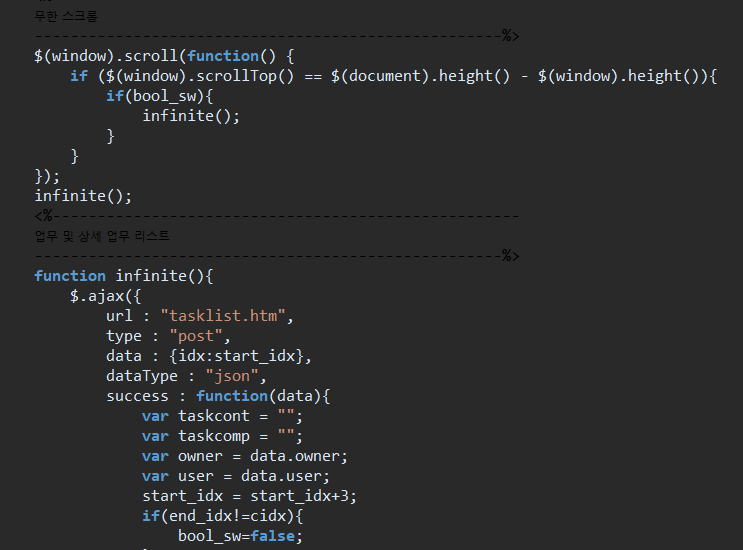 무한 스크롤
----------------------------------------------------%>
$(window).scroll(function() {
    if ($(window).scrollTop() == $(document).height() - $(window).height()){
        if(bool_sw){
            infinite();
        }
    }
});
infinite();
<%----------------------------------------------------
업무 및 상세 업무 리스트
----------------------------------------------------%>
function infinite(){
    $.ajax({
        url : "tasklist.htm",
        type : "post",
        data : {idx:start_idx},
        dataType : "json",
        success : function(data){
            var taskcont = "";
            var taskcomp = "";
            var owner = data.owner;
            var user = data.user;
            start_idx = start_idx+3;
            if(end_idx!=cidx){
                bool_sw=false;